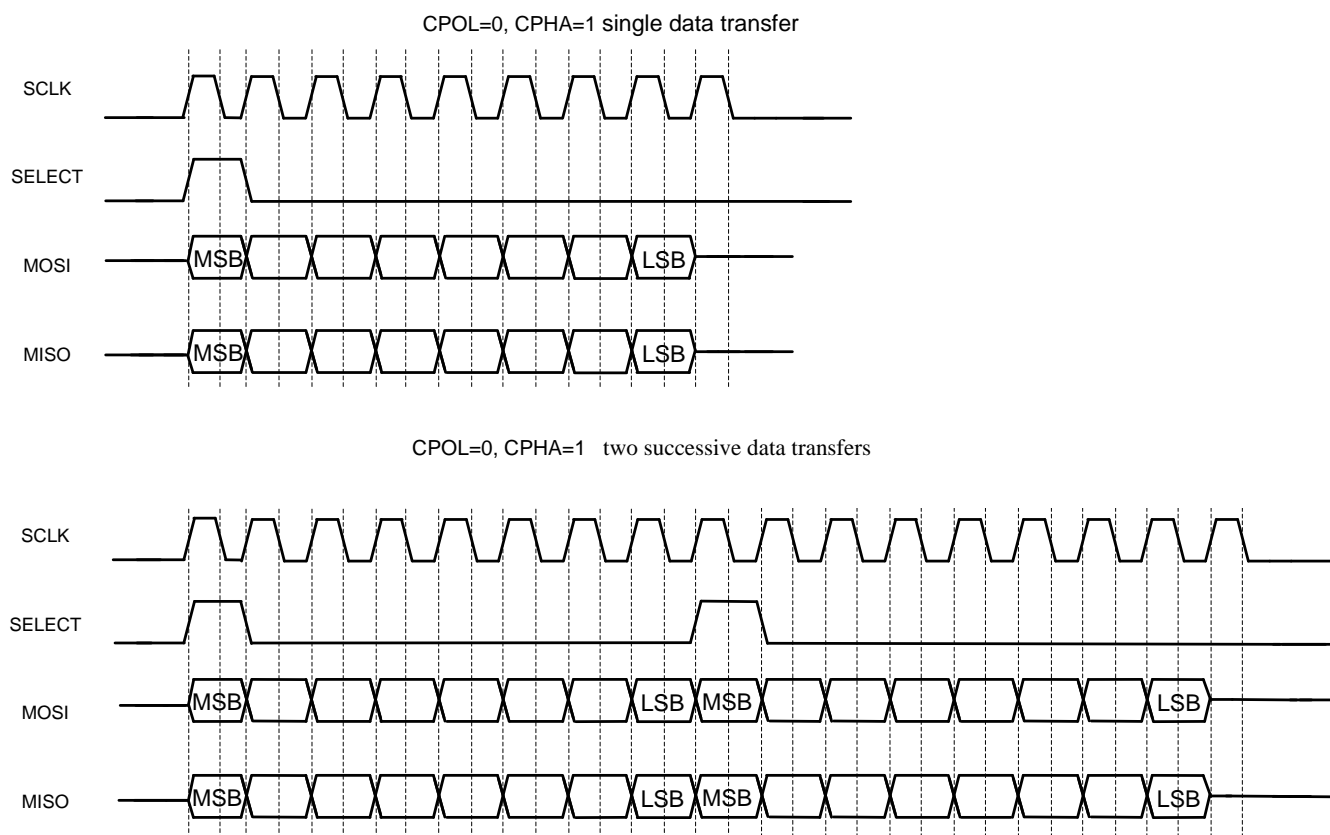 CPOL=0, CPHA=1 single data transfer
SCLK
SELECT
MOSI MSB LSB
MISO MSB LSB
CPOL=0, CPHA=1 two successive data transfers
SCLK
SELECT
MOSI MSB LSB MSB LSB
MISO MSB LSB MSB LSB